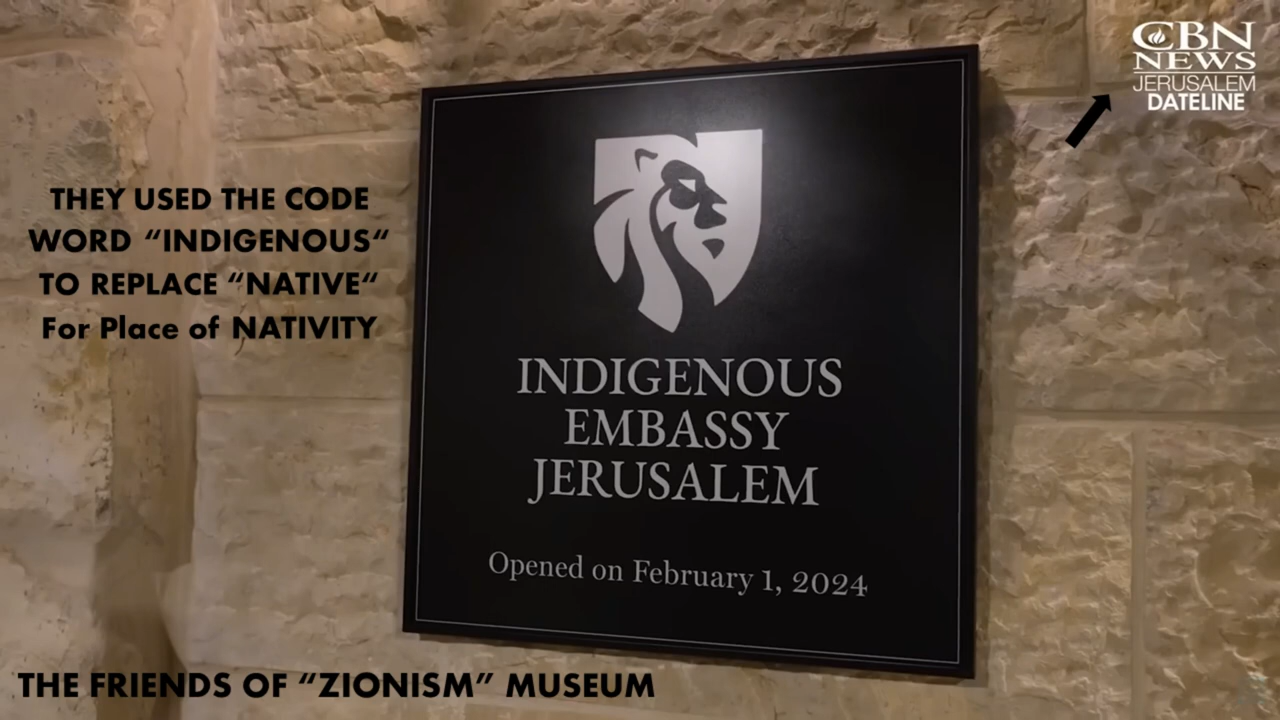 CBN
NEWS
JERUSALEM
DATELINE
THEY USED THE CODE
WORD “INDIGENOUS“
TO REPLACE “NATIVE“
For Place of NATIVITY
INDIGENOUS
EMBASSY
JERUSALEM
Opened on February 1, 2024
THE FRIENDS OF “ZIONISM” MUSEUM